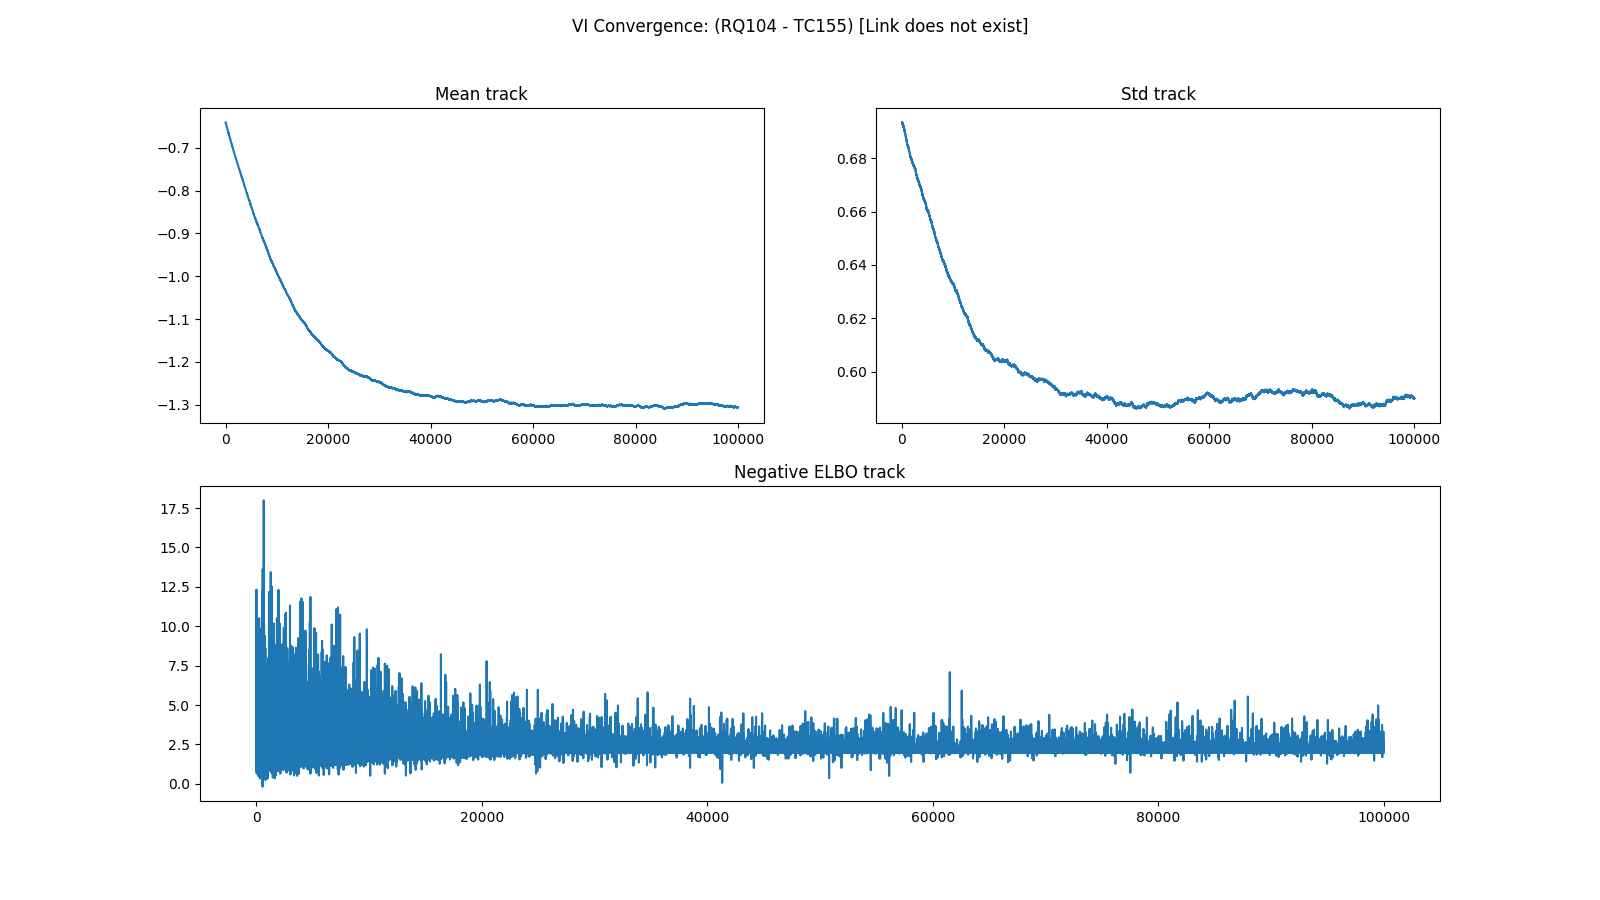 VI Convergence: (RQ104 - TC155) [Link does not exist]
Mean track
−0.7
−0.8
−0.9
−1.0
−1.1
−1.2
−1.3
0 20000 40000 60000 80000 100000
Std track
0.68
0.66
0.64
0.62
0.60
0 20000 40000 60000 80000 100000
Negative ELBO track
17.5
15.0
12.5
10.0
7.5
5.0
2.5
0.0
0 20000 40000 60000 80000 100000